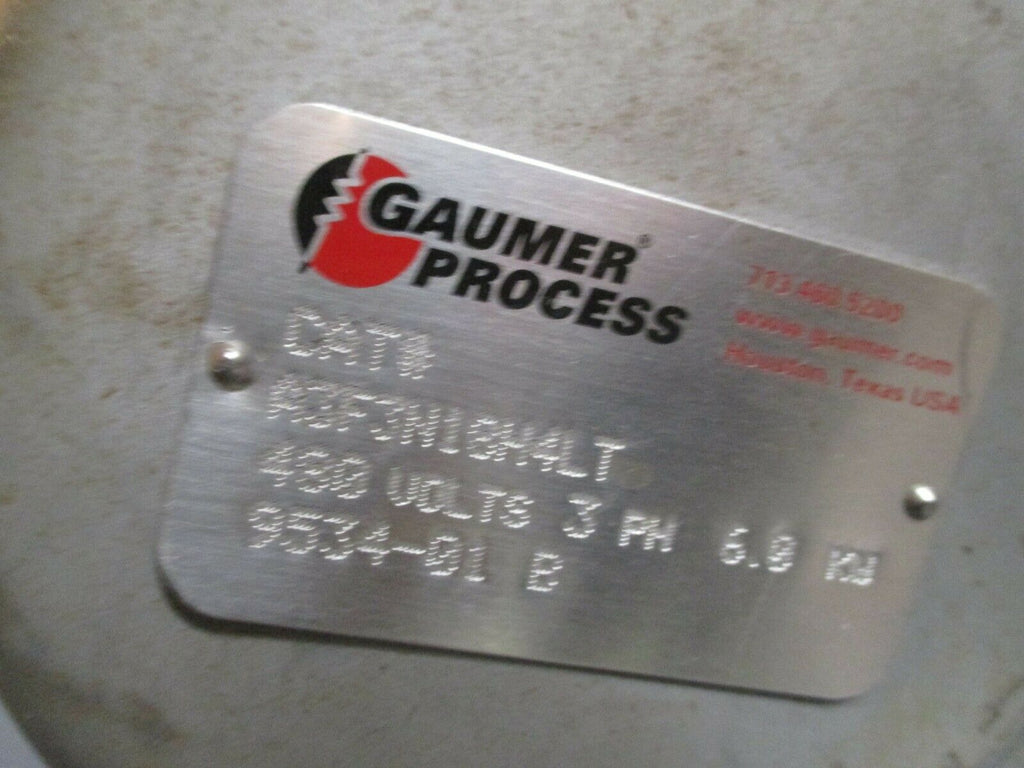 GAUMER®
PROCESS
713.460.5200
www.gaumer.com
Houston, Texas USA
CAT#
480 VOLTS 3 PH 6.0 KW
9534-01 B